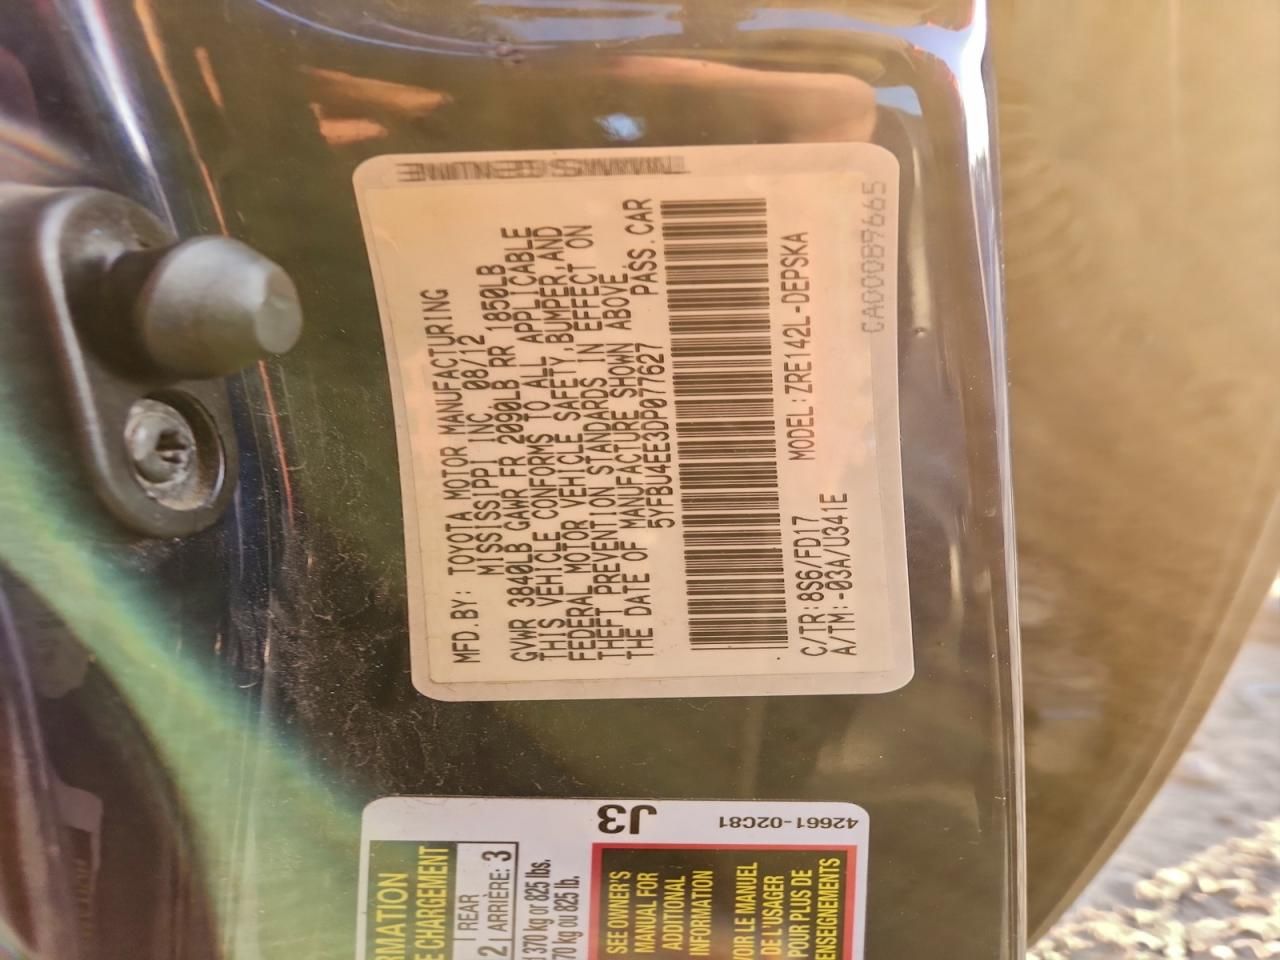 MFD.BY: TOYOTA MOTOR MANUFACTURING
MISSISSIPPI INC. 08/12
GVWR 3840LB GAWR FR 2090LB RR 1850LB
THIS VEHICLE CONFORMS TO ALL APPLICABLE
FEDERAL MOTOR VEHICLE SAFETY,BUMPER,AND
THEFT PREVENTION STANDARDS IN EFFECT ON
THE DATE OF MANUFACTURE SHOWN ABOVE.
5YFBU4EE3DP077627 PASS.CAR
C/TR:8S6/FD17 MODEL:ZRE142L-DEPSKA
A/TM:-03A/U341E
CA000B9665
J3
42661-02C81
RMATION
E CHARGEMENT
REAR
2 ARRIÈRE: 3
370 kg or 825 lbs.
70 kg ou 825 lb.
SEE OWNER'S
MANUAL FOR
ADDITIONAL
INFORMATION
VOIR LE MANUEL
DE L'USAGER
POUR PLUS DE
ENSEIGNEMENTS